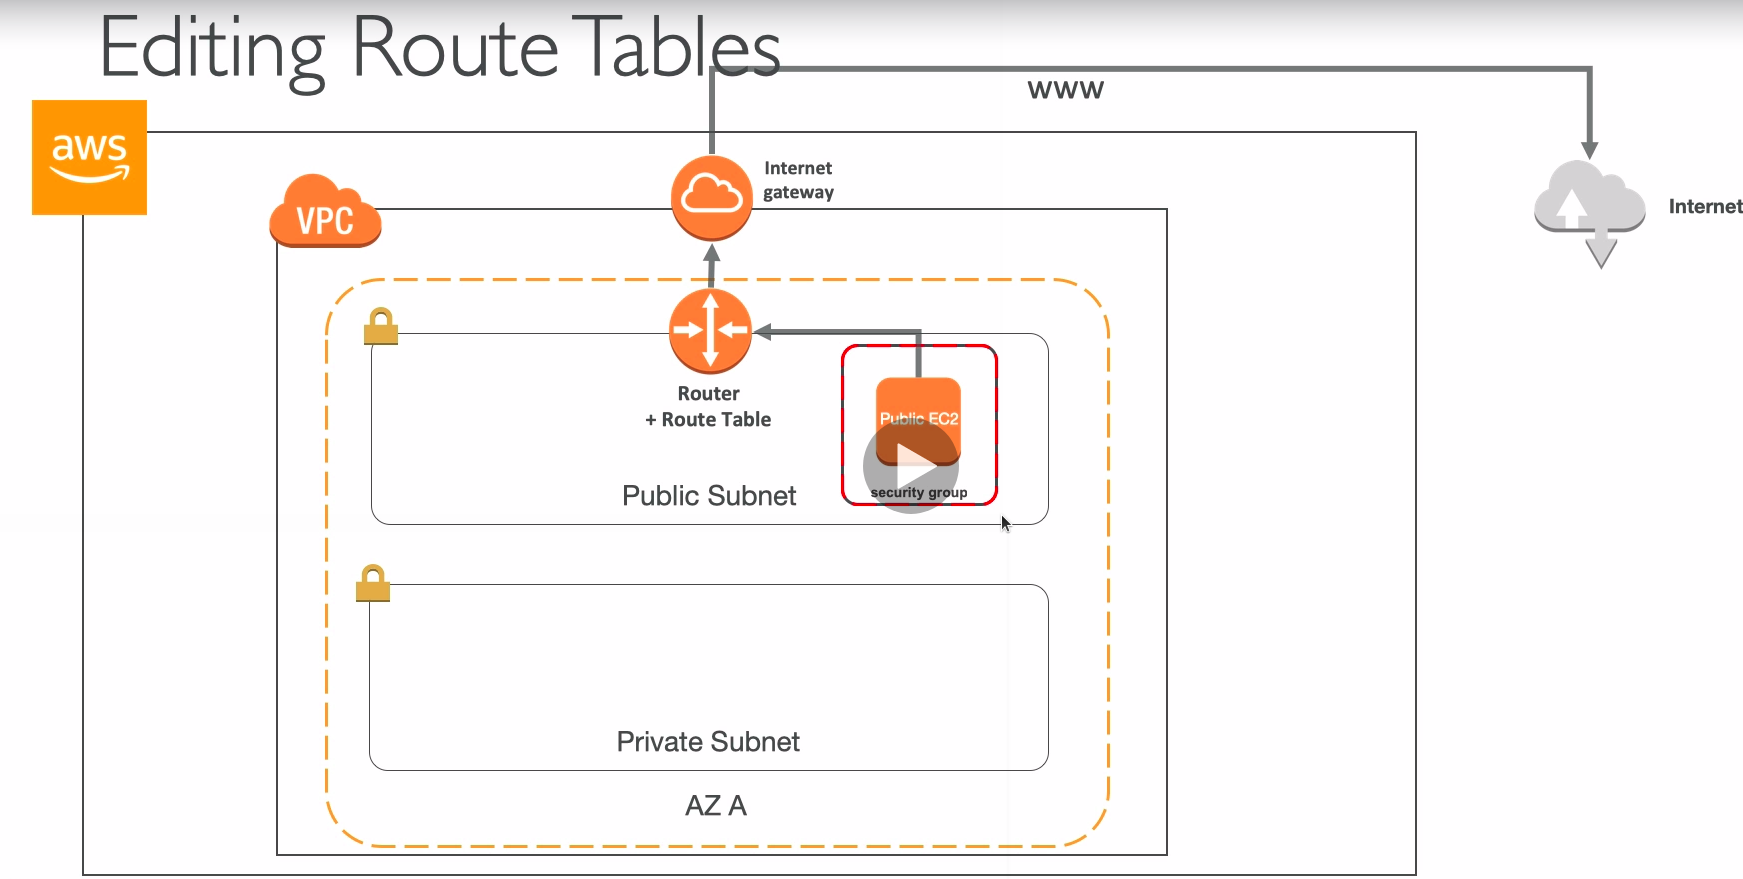 Editing Route Tables
www
aws
Internet
gateway
VPC
Internet
Public EC2
Router
+ Route Table
security group
Public Subnet
Private Subnet
AZ A